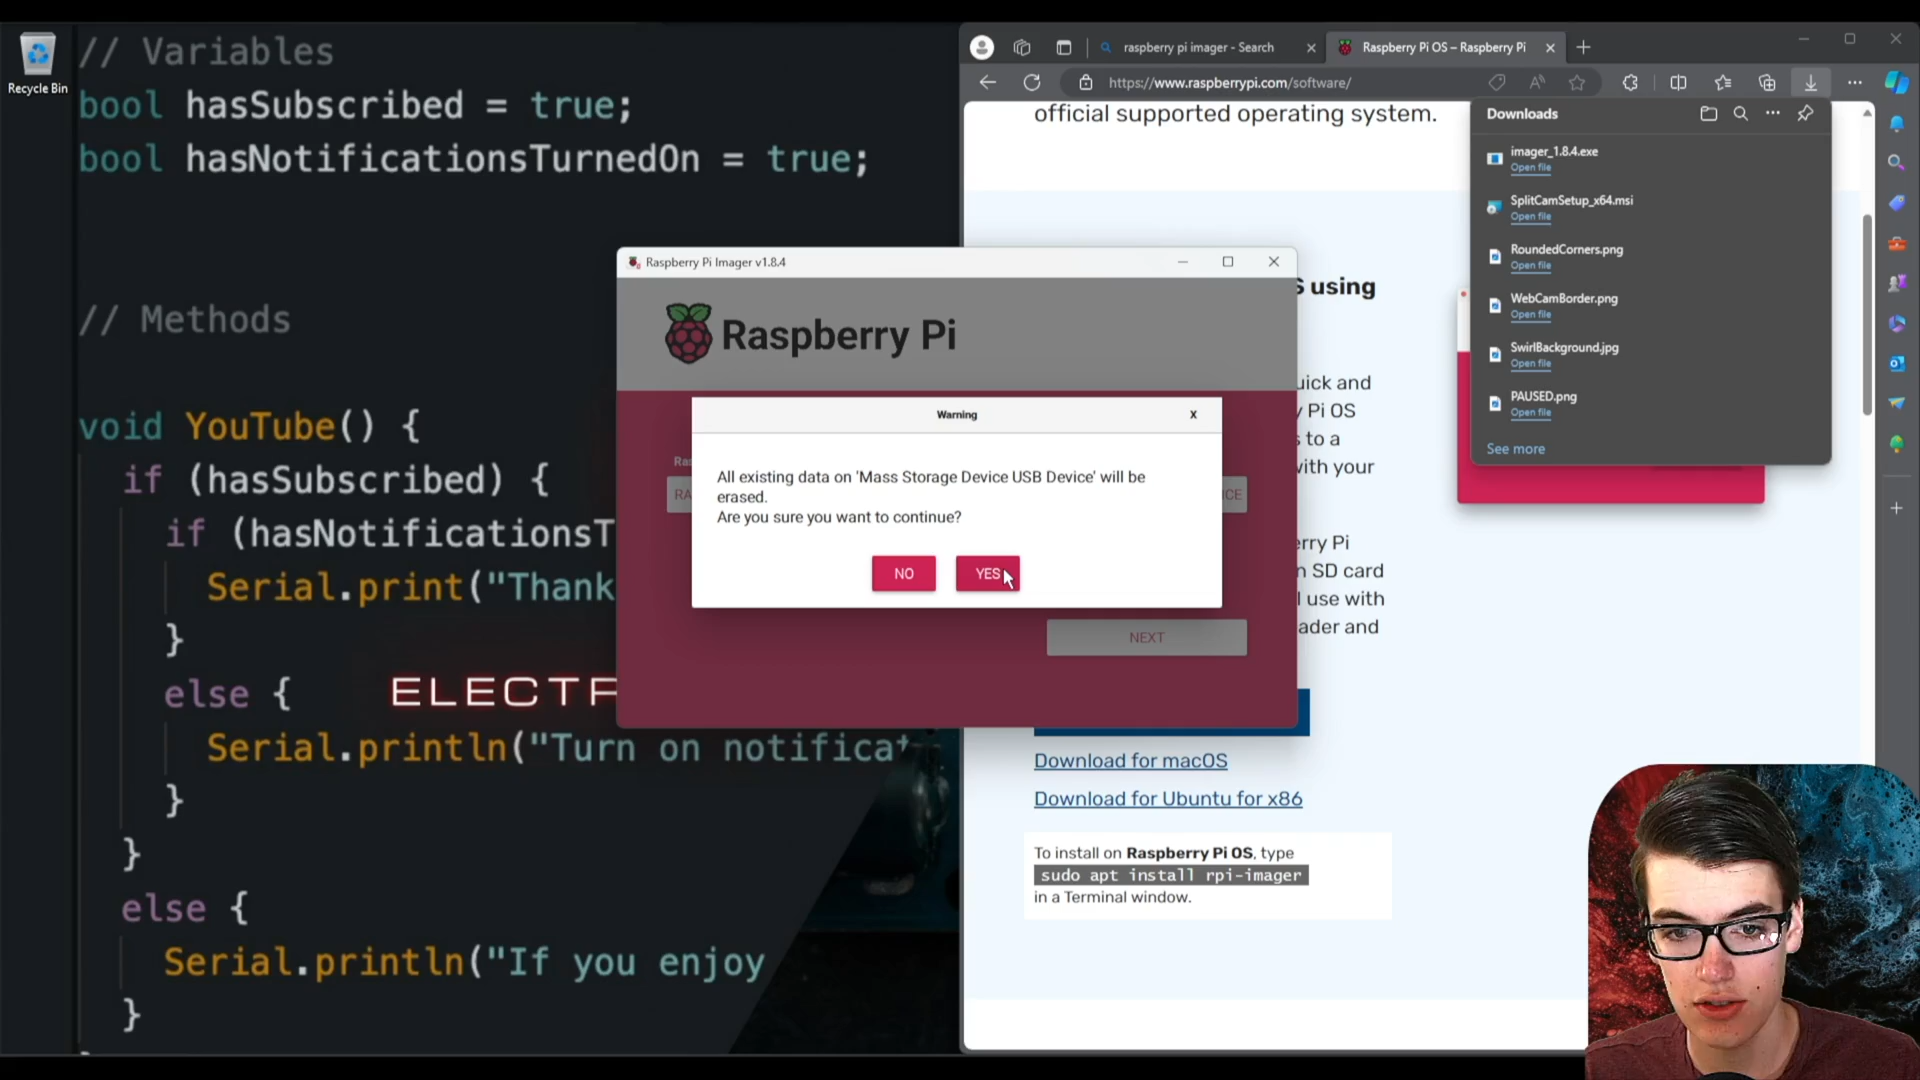 Recycle Bin
// Variables
bool hasSubscribed = true;
bool hasNotificationsTurnedOn = true;
// Methods
void YouTube() {
if (hasSubscribed) {
if (hasNotificationsT
Serial.print("Thank
}
else {
ELECTR
Serial.println("Turn on notificat
}
}
else {
Serial.println("If you enjoy
}
raspberry pi imager - Search
Raspberry Pi OS – Raspberry Pi
https://www.raspberrypi.com/software/
official supported operating system.
S using
uick and
y Pi OS
s to a
with your
erry Pi
n SD card
l use with
ader and
Download for macOS
Download for Ubuntu for x86
To install on Raspberry Pi OS, type
sudo apt install rpi-imager
in a Terminal window.
Downloads
imager_1.8.4.exe
Open file
SplitCamSetup_x64.msi
Open file
RoundedCorners.png
Open file
WebCamBorder.png
Open file
SwirlBackground.jpg
Open file
PAUSED.png
Open file
See more
Raspberry Pi Imager v1.8.4
Raspberry Pi
Ras
RA
ICE
Warning
X
All existing data on 'Mass Storage Device USB Device' will be
erased.
Are you sure you want to continue?
NO
YES
NEXT